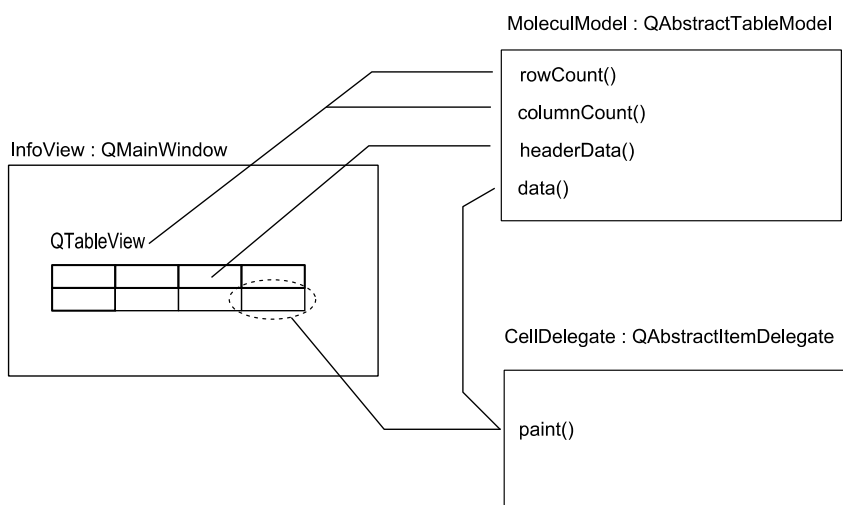 MoleculModel : QAbstractTableModel
rowCount()
columnCount()
headerData()
data()
InfoView : QMainWindow
QTableView
CellDelegate : QAbstractItemDelegate
paint()